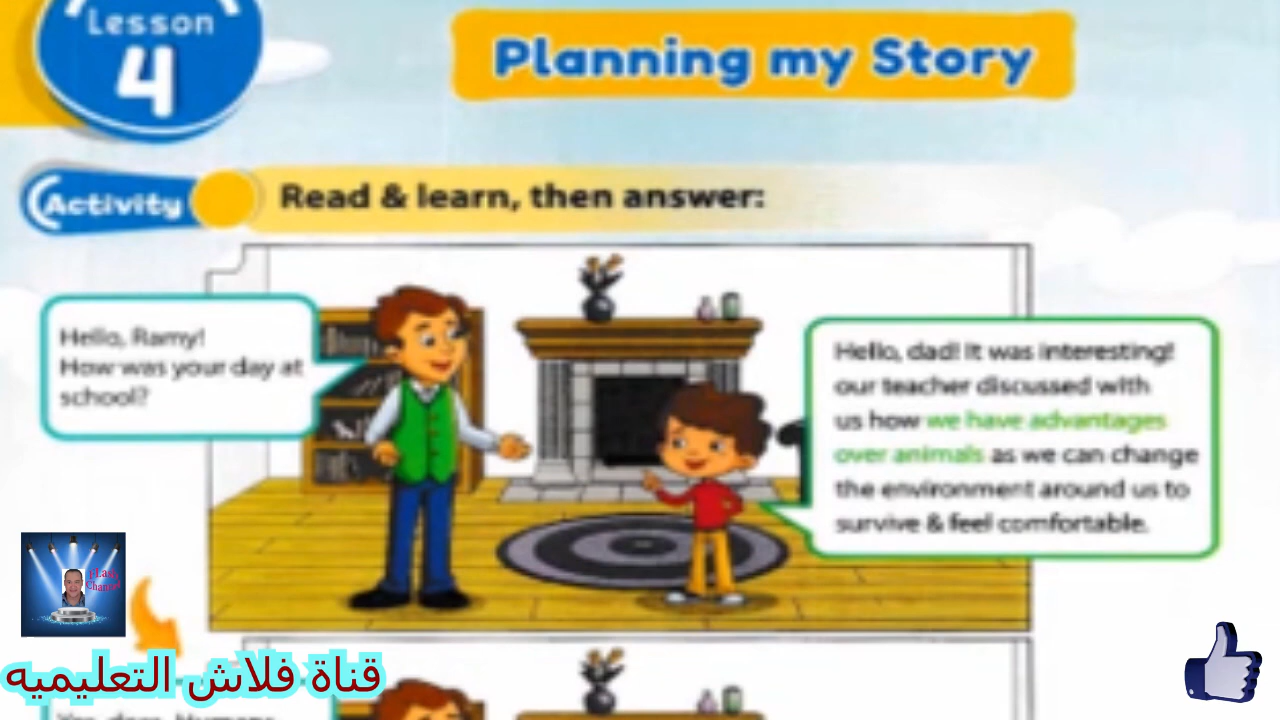 Lesson
4
Planning my Story
Activity
Read & learn, then answer:
Hello, Ramy!
How was your day at
school?
Hello, dad! It was interesting!
our teacher discussed with
us how we have advantages
over animals as we can change
the environment around us to
survive & feel comfortable.
Flash
Channel
قناة فلاش التعليميه